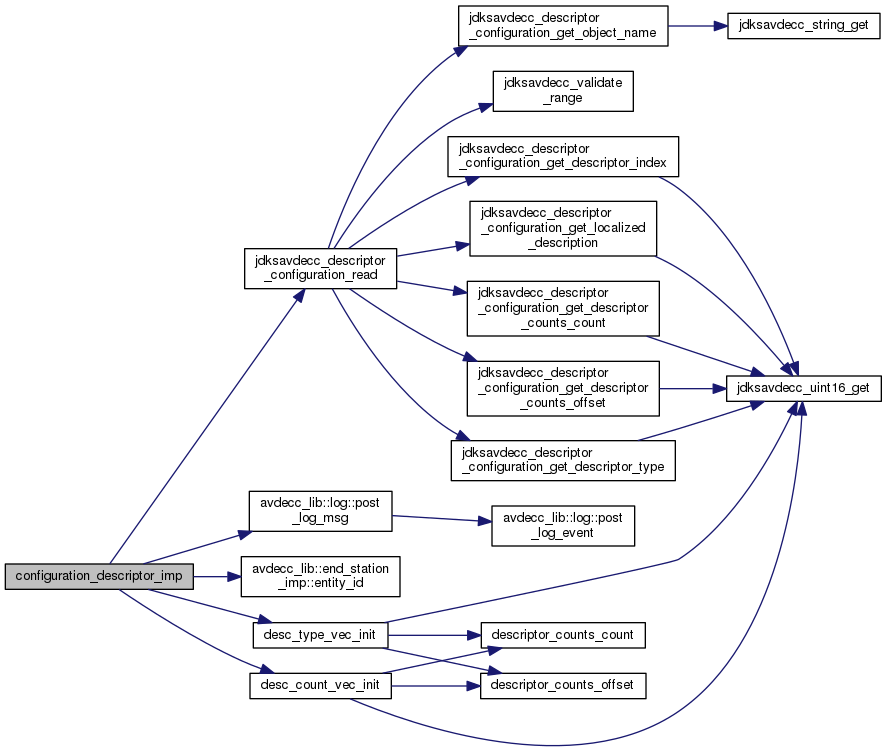 jdksavdecc_descriptor
_configuration_get_object_name
jdksavdecc_string_get
jdksavdecc_validate
_range
jdksavdecc_descriptor
_configuration_get_descriptor_index
jdksavdecc_descriptor
_configuration_get_localized
_description
jdksavdecc_descriptor
_configuration_read
jdksavdecc_descriptor
_configuration_get_descriptor
_counts_count
jdksavdecc_descriptor
_configuration_get_descriptor
_counts_offset
jdksavdecc_uint16_get
jdksavdecc_descriptor
_configuration_get_descriptor_type
avdecc_lib::log::post
_log_msg
avdecc_lib::log::post
_log_event
configuration_descriptor_imp
avdecc_lib::end_station
_imp::entity_id
desc_type_vec_init
descriptor_counts_count
desc_count_vec_init
descriptor_counts_offset